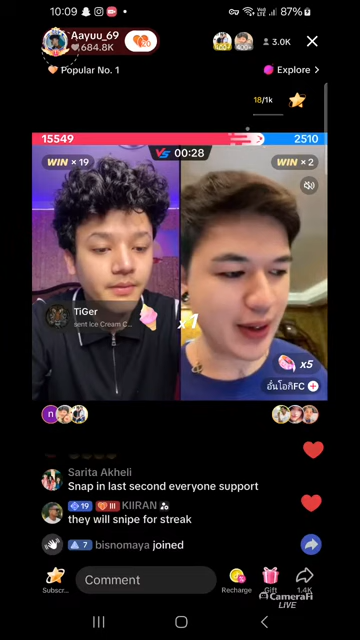 10:09
87%
Aayuu_69
684.8K
20
400+
3.0K
Popular No. 1
Explore >
18/1k
15549
2510
WIN × 19
VS 00:28
WIN × 2
TiGer
sent Ice Cream C...
x1
x5
อั๋นโอกิFC
n
Sarita Akheli
Snap in last second everyone support
19 III KIIRAN
they will snipe for streak
7 bisnomaya joined
Subscr...
Comment
Recharge
Gift
1.4K
CameraFi
LIVE